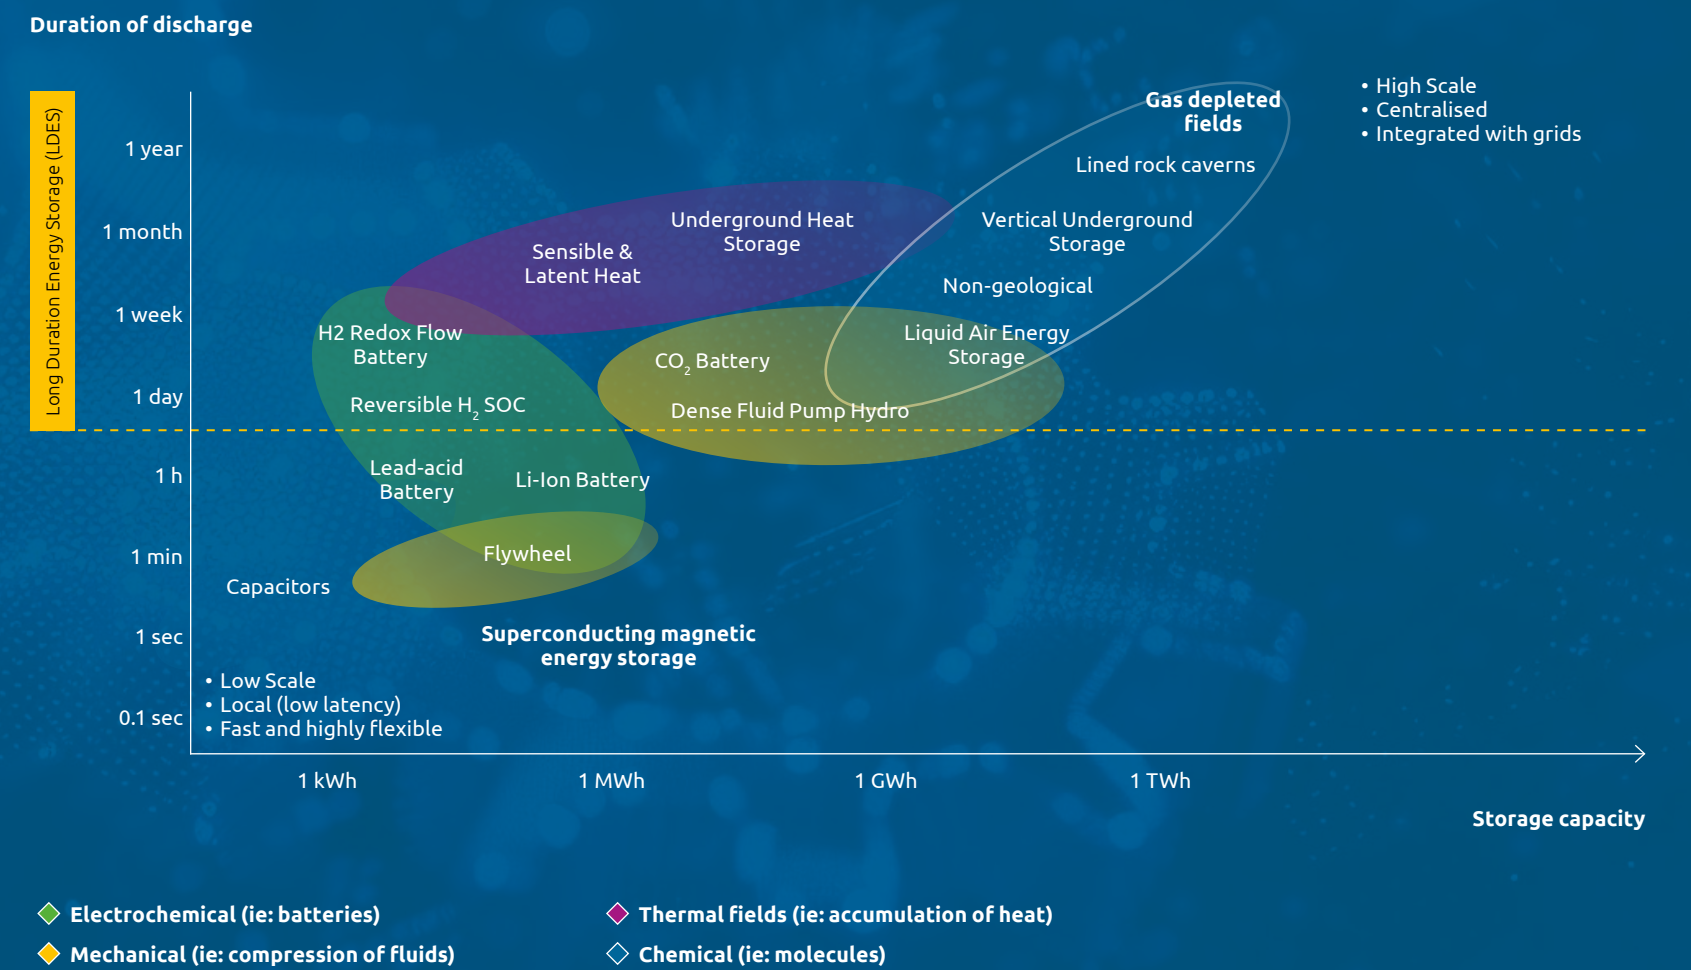 Duration of discharge
Long Duration Energy Storage (LDES)
1 year
1 month
1 week
1 day
1 h
1 min
1 sec
0.1 sec
Gas depleted
fields
Lined rock caverns
Vertical Underground
Storage
Non-geological
Liquid Air Energy
Storage
• High Scale
• Centralised
• Integrated with grids
Underground Heat
Storage
Sensible &
Latent Heat
H2 Redox Flow
Battery
Reversible H₂ SOC
Lead-acid
Battery
Li-Ion Battery
CO₂ Battery
Dense Fluid Pump Hydro
Flywheel
Capacitors
Superconducting magnetic
energy storage
• Low Scale
• Local (low latency)
• Fast and highly flexible
1 kWh
1 MWh
1 GWh
1 TWh
Storage capacity
Electrochemical (ie: batteries)
Mechanical (ie: compression of fluids)
Thermal fields (ie: accumulation of heat)
Chemical (ie: molecules)